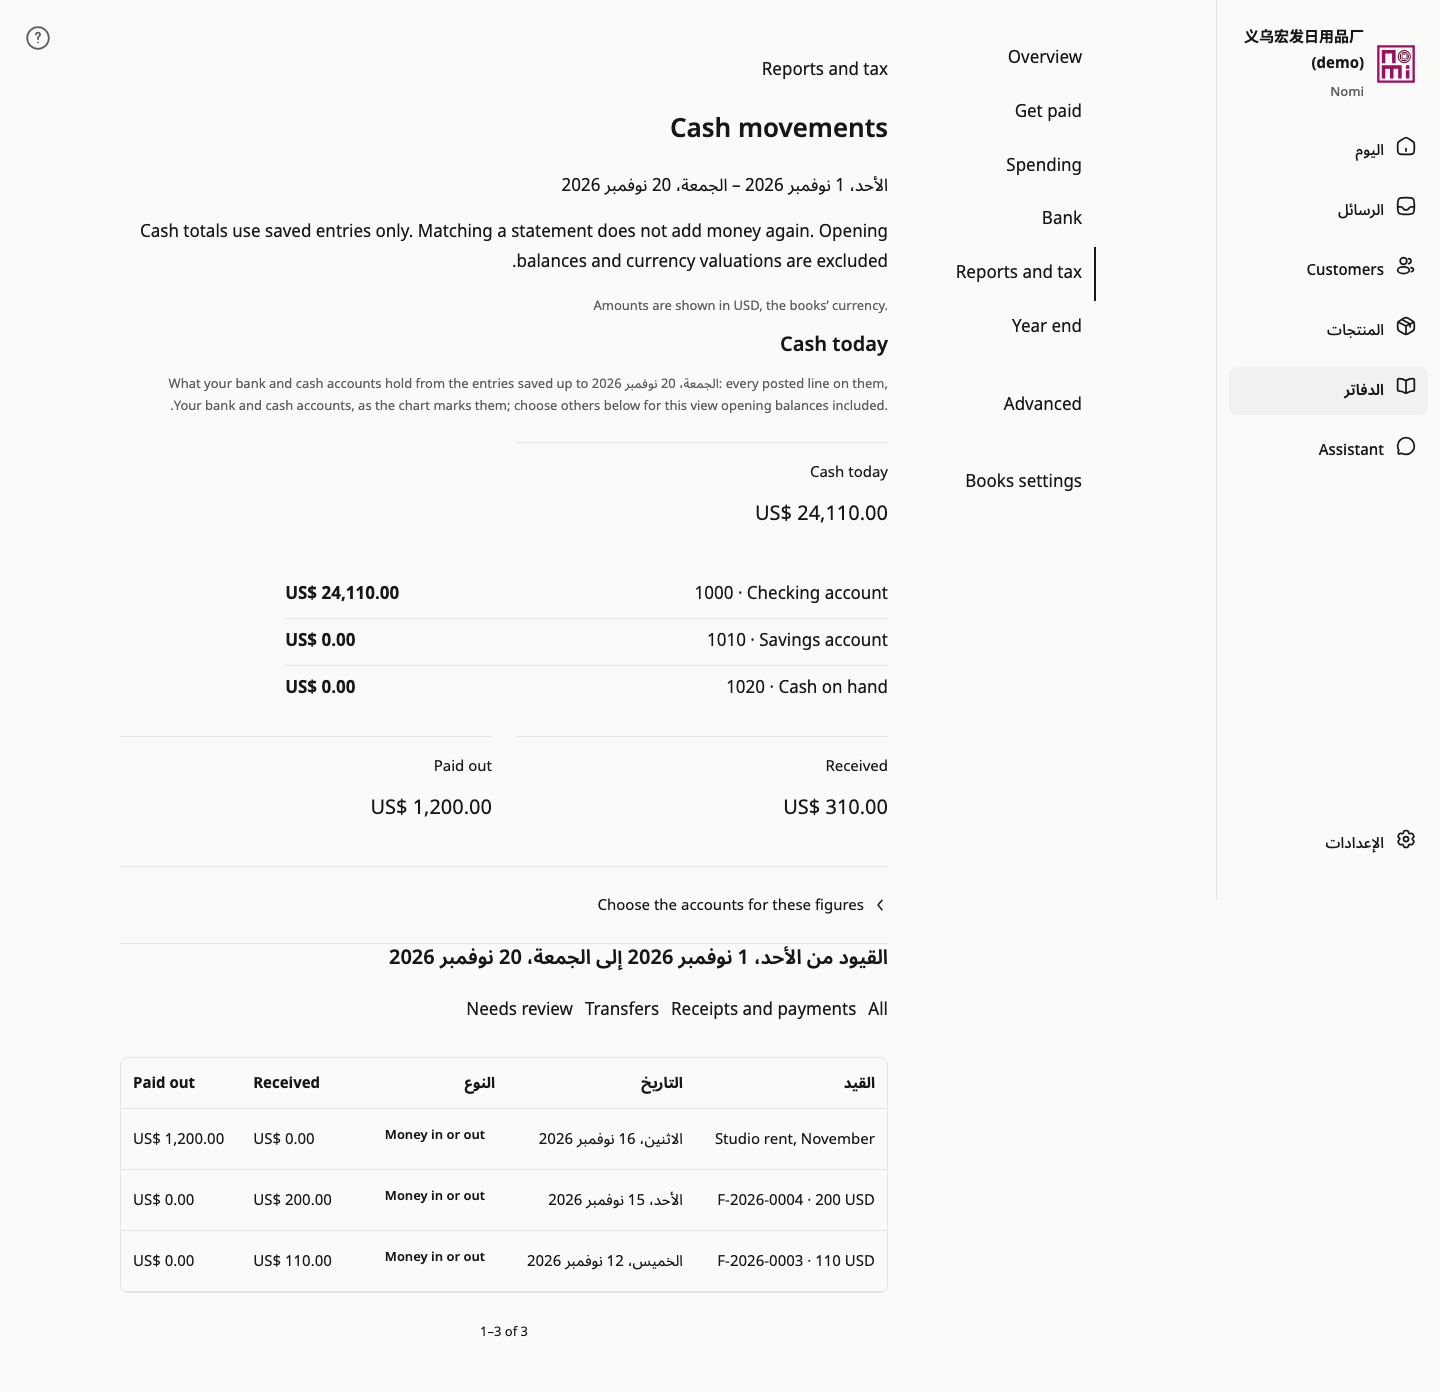 义乌宏发日用品厂
(demo)
Nomi
اليوم
الرسائل
Customers
المنتجات
الدفاتر
Assistant
الإعدادات
Overview
Get paid
Spending
Bank
Reports and tax
Year end
Advanced
Books settings
Reports and tax
Cash movements
الأحد، 1 نوفمبر 2026 – الجمعة، 20 نوفمبر 2026
Cash totals use saved entries only. Matching a statement does not add money again. Opening
balances and currency valuations are excluded.
Amounts are shown in USD, the books’ currency.
Cash today
What your bank and cash accounts hold from the entries saved up to الجمعة، 20 نوفمبر 2026: every posted line on them,
.Your bank and cash accounts, as the chart marks them; choose others below for this view opening balances included.
Cash today
US$ 24,110.00
1000 · Checking account US$ 24,110.00
1010 · Savings account US$ 0.00
1020 · Cash on hand US$ 0.00
Received Paid out
US$ 310.00 US$ 1,200.00
Choose the accounts for these figures
القيود من الأحد، 1 نوفمبر 2026 إلى الجمعة، 20 نوفمبر 2026
All Receipts and payments Transfers Needs review
القيد التاريخ النوع Received Paid out
Studio rent, November الاثنين، 16 نوفمبر 2026 Money in or out US$ 0.00 US$ 1,200.00
F-2026-0004 · 200 USD الأحد، 15 نوفمبر 2026 Money in or out US$ 200.00 US$ 0.00
F-2026-0003 · 110 USD الخميس، 12 نوفمبر 2026 Money in or out US$ 110.00 US$ 0.00
1–3 of 3